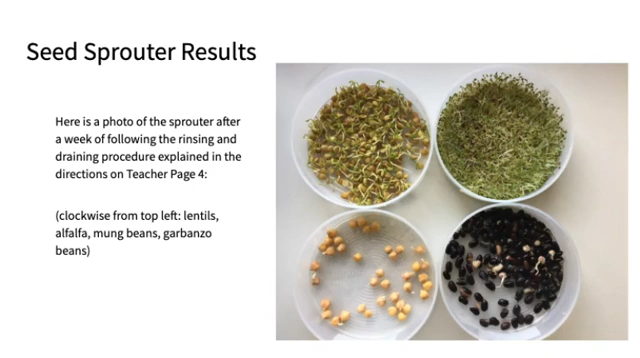 Seed Sprouter Results
Here is a photo of the sprouter after
a week of following the rinsing and
draining procedure explained in the
directions on Teacher Page 4:
(clockwise from top left: lentils,
alfalfa, mung beans, garbanzo
beans)